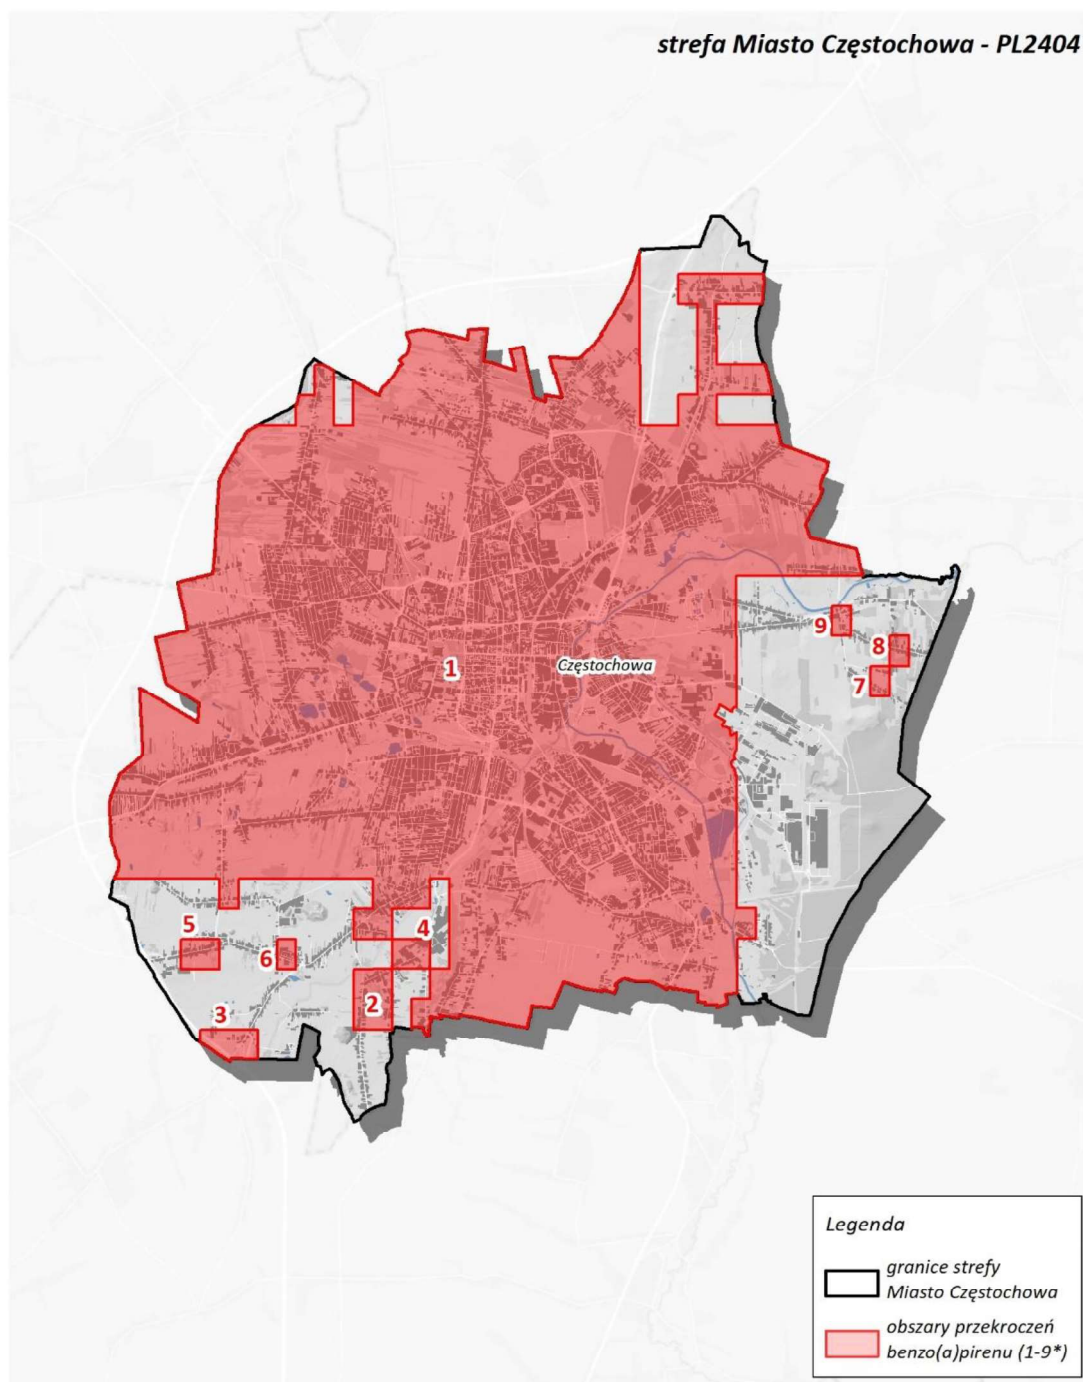 strefa Miasto Częstochowa - PL2404
9
8
1
Częstochowa
7
5
4
6
2
3
Legenda
granice strefy
Miasto Częstochowa
obszary przekroczeń
benzo(a)pirenu (1-9*)